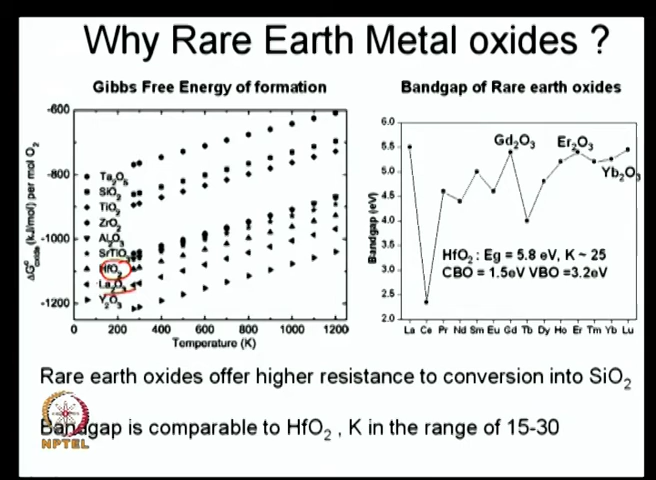 Why Rare Earth Metal oxides ?
Gibbs Free Energy of formation
Bandgap of Rare earth oxides
-600
-800
-1000
-1200
ΔG°oxide (kJ/mol) per mol O2
Ta2O5
SiO2
TiO2
ZrO2
Al2O3
SrTiO3
HfO2
La2O3
Y2O3
0 200 400 600 800 1000 1200
Temperature (K)
6.0
5.5
5.0
4.5
4.0
3.5
3.0
2.5
2.0
Bandgap (eV)
Gd2O3
Er2O3
Yb2O3
HfO2 : Eg = 5.8 eV, K ~ 25
CBO = 1.5eV VBO =3.2eV
La Ce Pr Nd Sm Eu Gd Tb Dy Ho Er Tm Yb Lu
Rare earth oxides offer higher resistance to conversion into SiO2
Bandgap is comparable to HfO2 , K in the range of 15-30
NPTEL